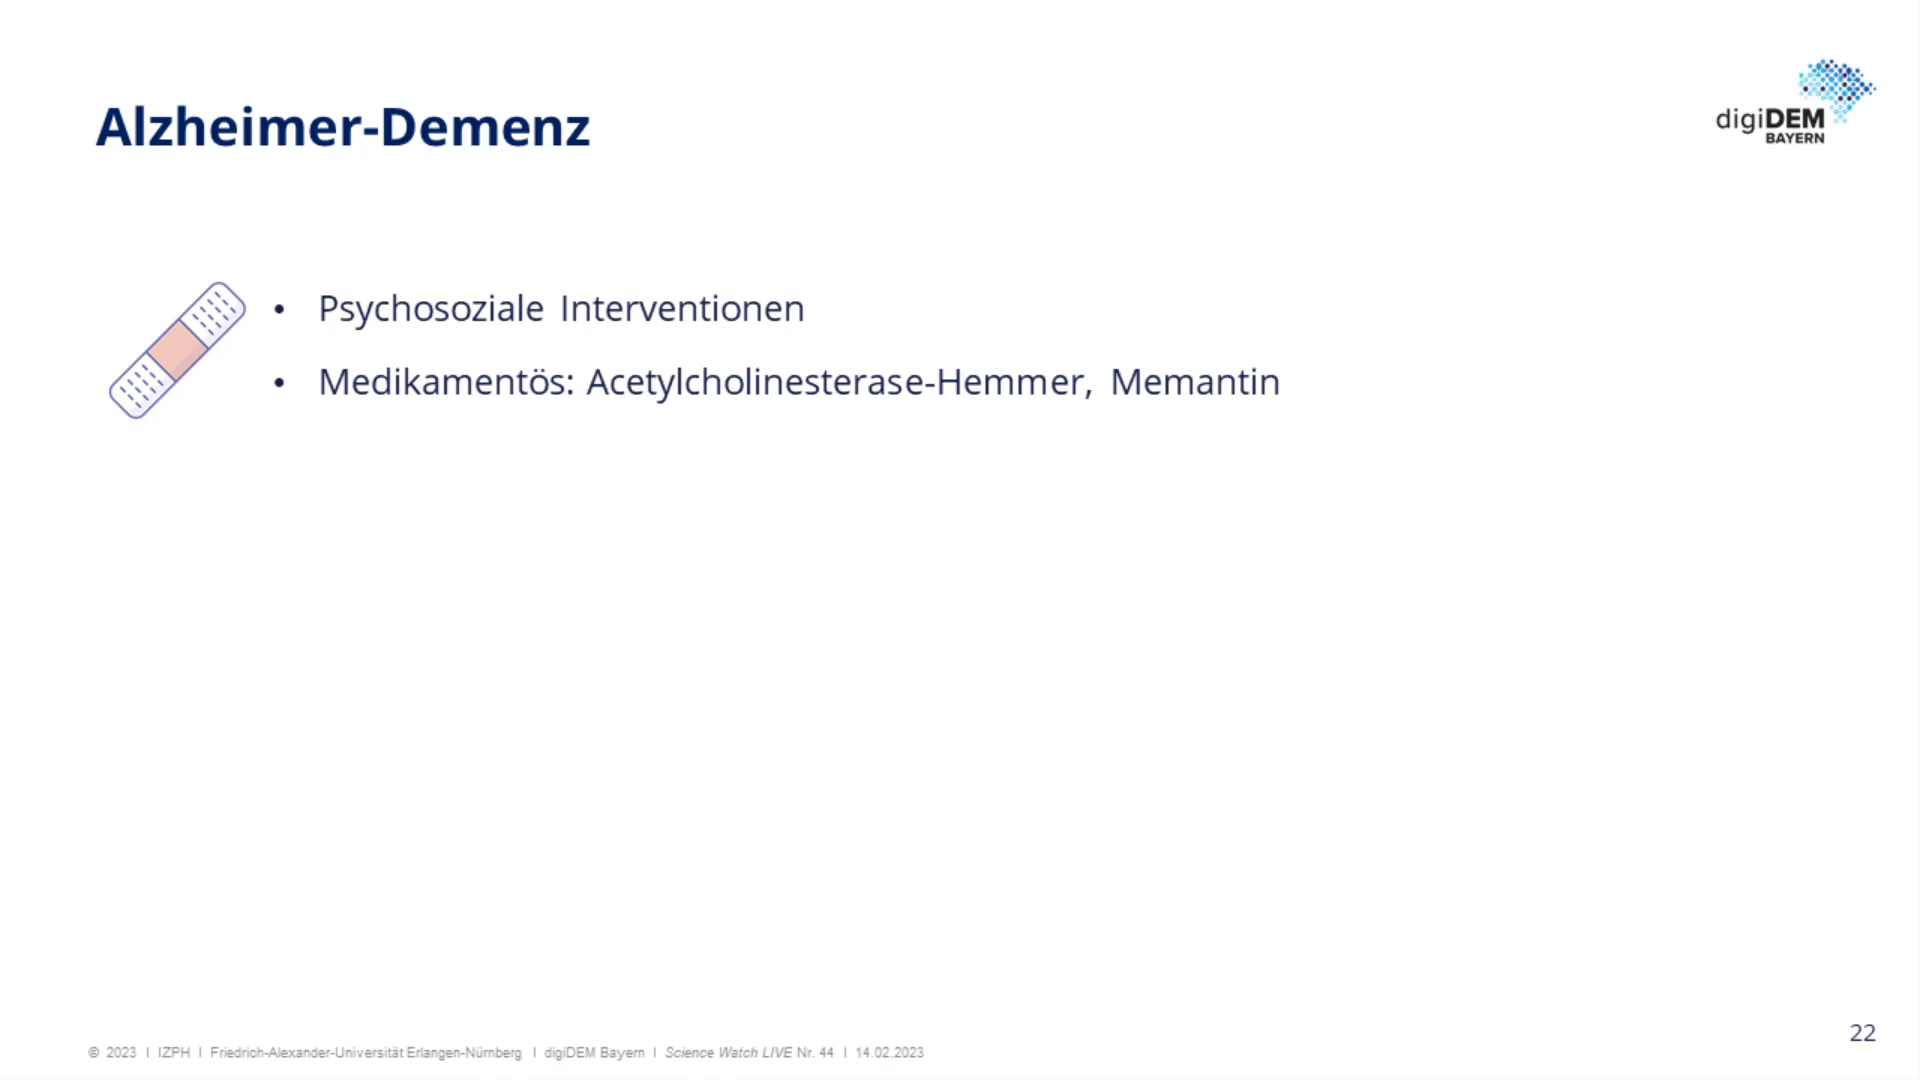 Alzheimer-Demenz
digiDEM
BAYERN
• Psychosoziale Interventionen
• Medikamentös: Acetylcholinesterase-Hemmer, Memantin
22
© 2023 I IZPH I Friedrich-Alexander-Universität Erlangen-Nürnberg I digiDEM Bayern I Science Watch LIVE Nr. 44 I 14.02.2023